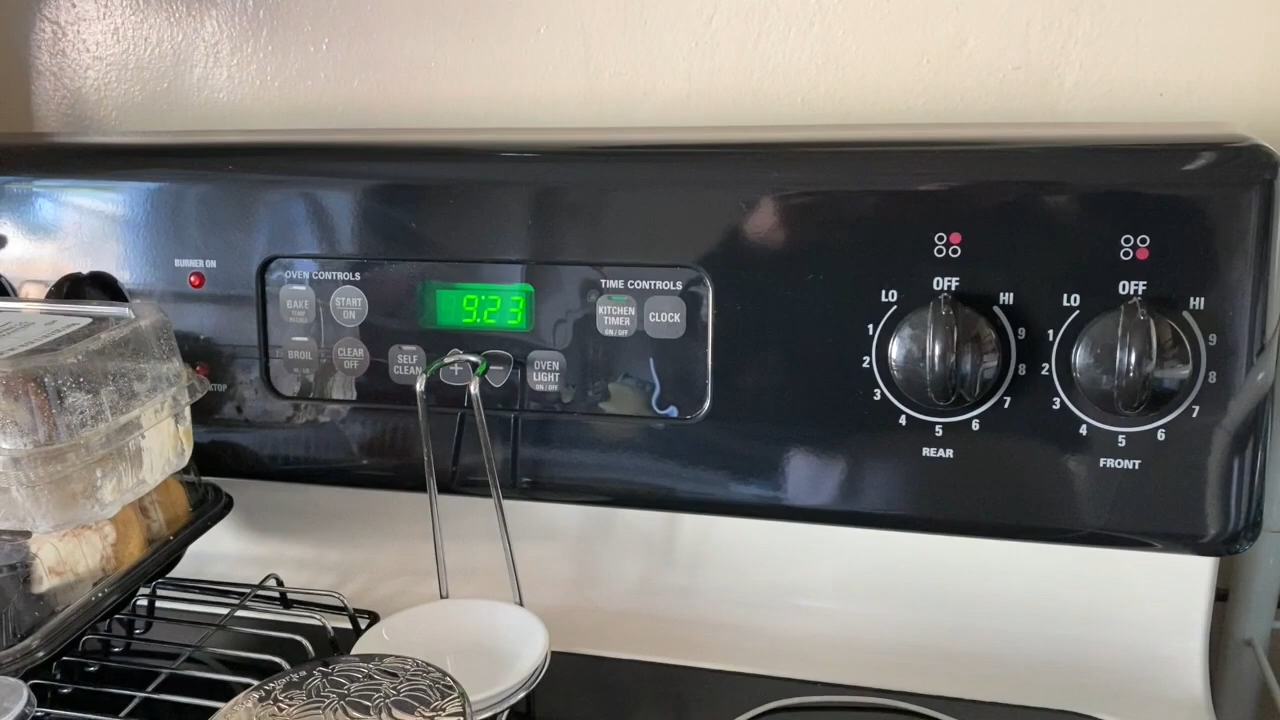 BURNER ON
OVEN CONTROLS
BAKE
TEMP
RECALL
START
ON
BROIL
HI / LO
CLEAR
OFF
SELF
CLEAN
+
−
OVEN
LIGHT
ON / OFF
9:23
TIME CONTROLS
KITCHEN
TIMER
ON / OFF
CLOCK
OFF
LO
HI
1
2
3
4
5
6
7
8
9
REAR
OFF
LO
HI
1
2
3
4
5
6
7
8
9
FRONT